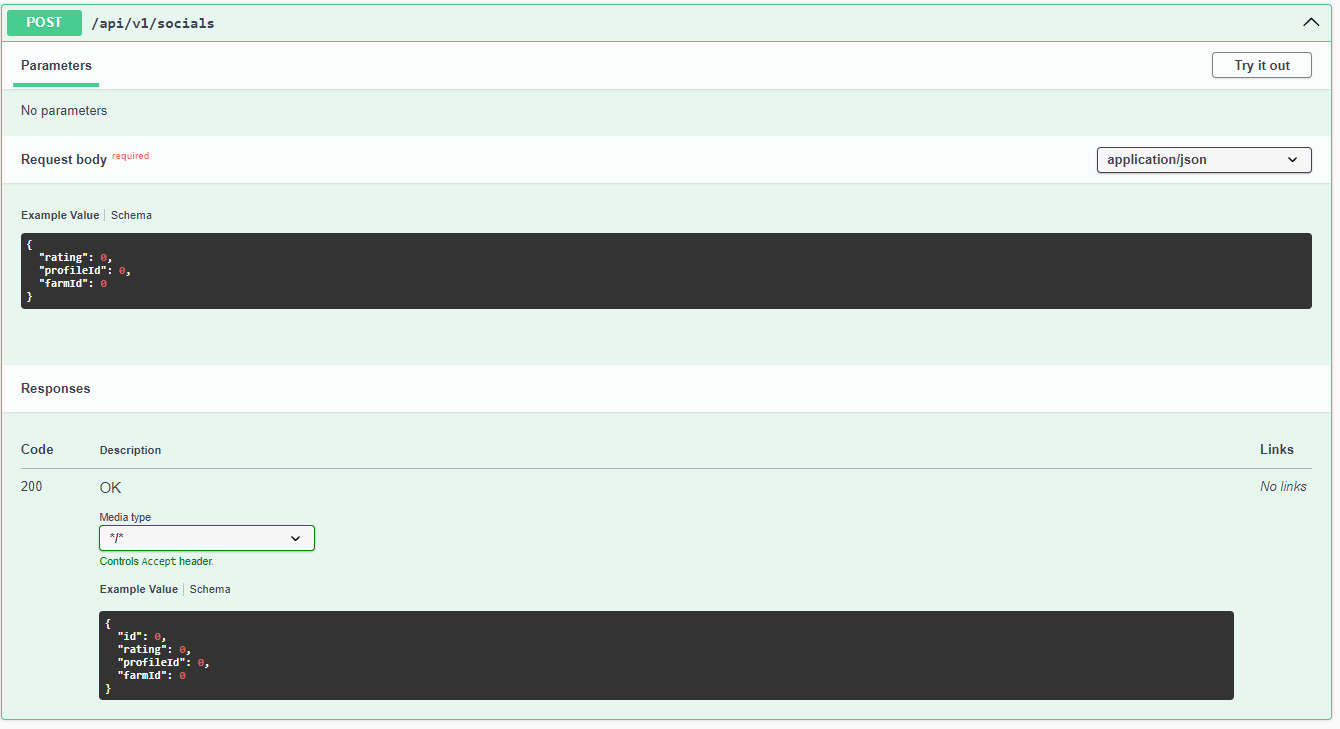 POST /api/v1/socials
Parameters Try it out
No parameters
Request body required application/json
Example Value Schema
{
  "rating": 0,
  "profileId": 0,
  "farmId": 0
}
Responses
Code Description Links
200 OK No links
Media type
*/*
Controls Accept header.
Example Value Schema
{
  "id": 0,
  "rating": 0,
  "profileId": 0,
  "farmId": 0
}